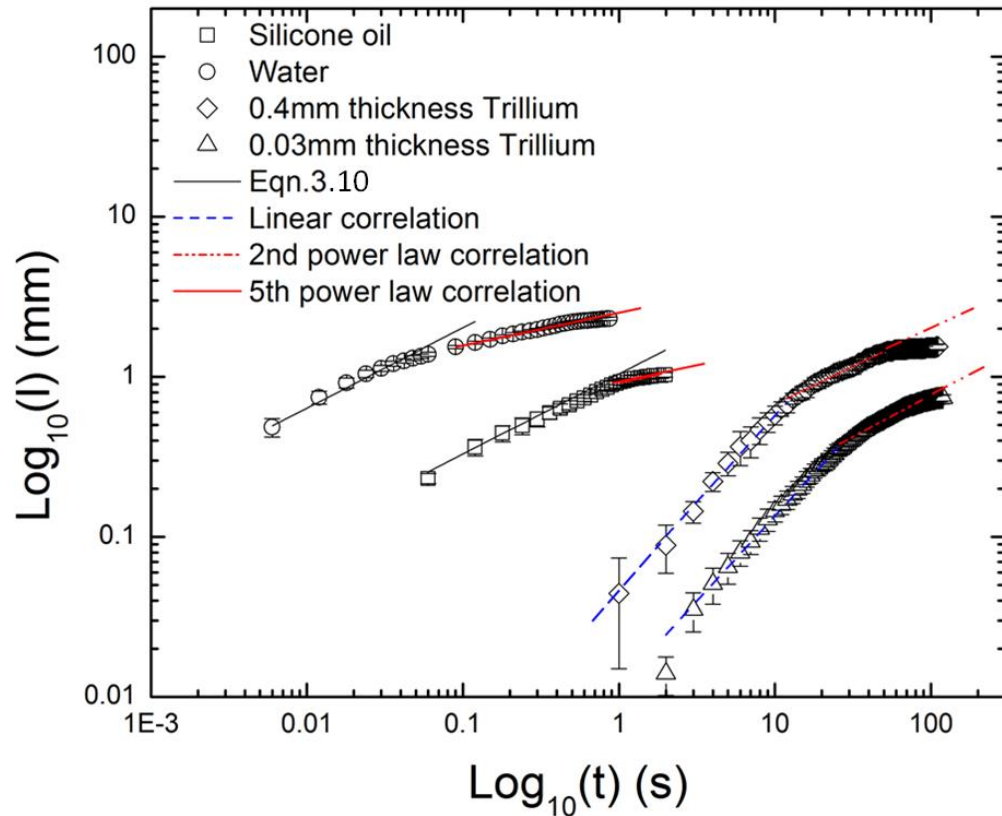 Silicone oil
Water
0.4mm thickness Trillium
0.03mm thickness Trillium
Eqn.3.10
Linear correlation
2nd power law correlation
5th power law correlation
100
10
1
0.1
0.01
Log10(l) (mm)
1E-3 0.01 0.1 1 10 100
Log10(t) (s)